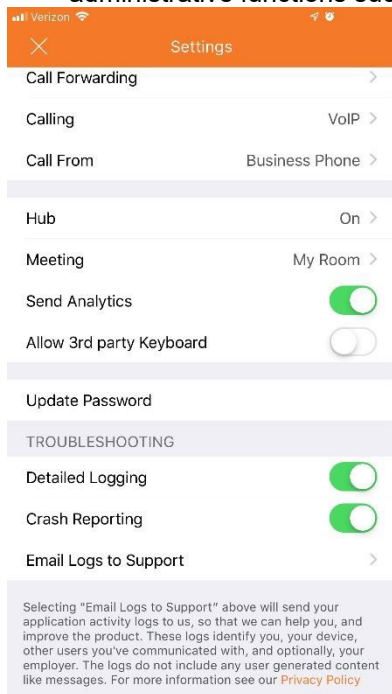 administrative functions suc
Verizon
Settings
Call Forwarding
Calling VoIP
Call From Business Phone
Hub On
Meeting My Room
Send Analytics
Allow 3rd party Keyboard
Update Password
TROUBLESHOOTING
Detailed Logging
Crash Reporting
Email Logs to Support
Selecting "Email Logs to Support" above will send your
application activity logs to us, so that we can help you, and
improve the product. These logs identify you, your device,
other users you've communicated with, and optionally, your
employer. The logs do not include any user generated content
like messages. For more information see our Privacy Policy